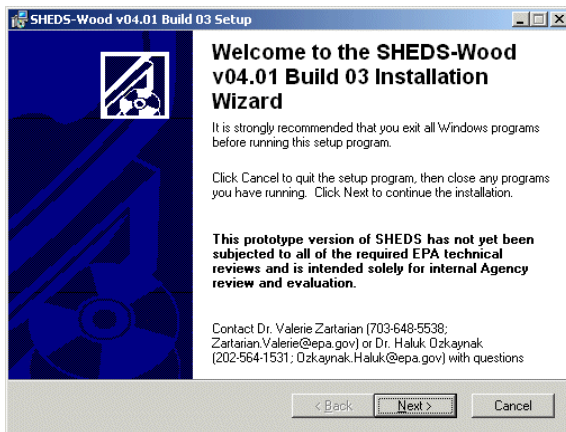 SHEDS-Wood v04.01 Build 03 Setup
Welcome to the SHEDS-Wood
v04.01 Build 03 Installation
Wizard
It is strongly recommended that you exit all Windows programs
before running this setup program.
Click Cancel to quit the setup program, then close any programs
you have running. Click Next to continue the installation.
This prototype version of SHEDS has not yet been
subjected to all of the required EPA technical
reviews and is intended solely for internal Agency
review and evaluation.
Contact Dr. Valerie Zartarian (703-648-5538;
Zartarian.Valerie@epa.gov) or Dr. Haluk Ozkaynak
(202-564-1531; Ozkaynak.Haluk@epa.gov) with questions
< Back Next > Cancel